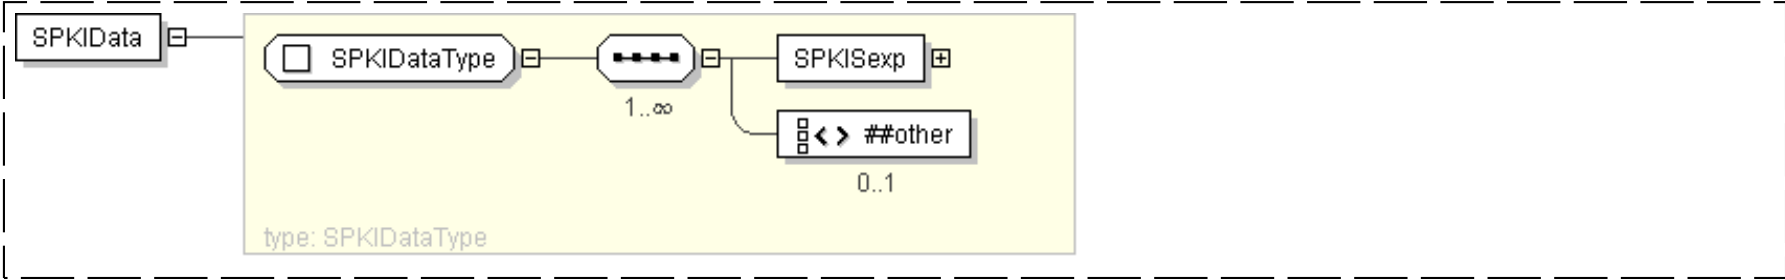 SPKIData
SPKIDataType
1..∞
SPKISexp
##other
0..1
type: SPKIDataType